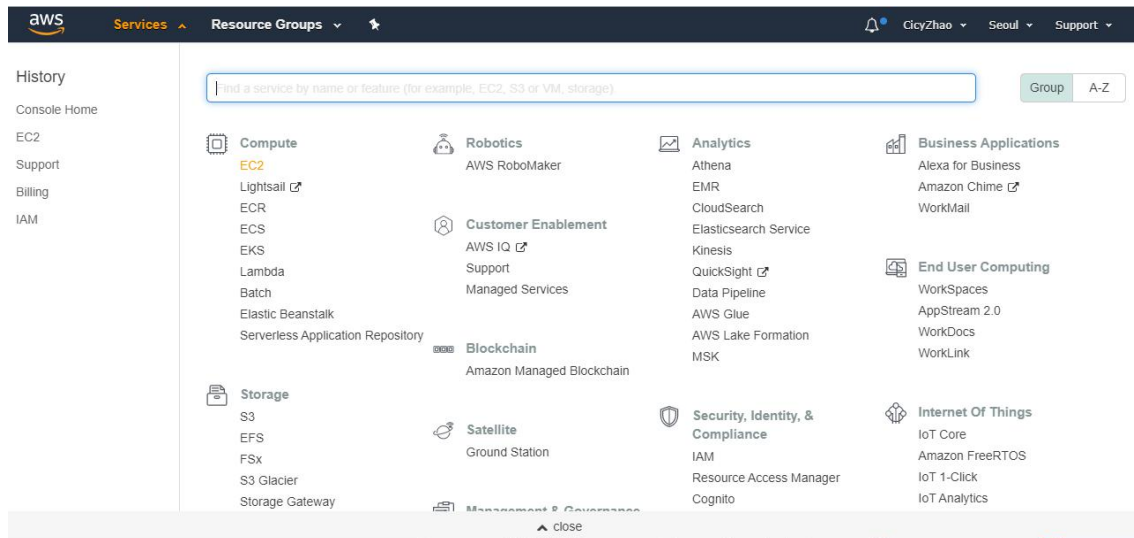 aws
Services
Resource Groups
CicyZhao
Seoul
Support
History
Console Home
EC2
Support
Billing
IAM
Find a service by name or feature (for example, EC2, S3 or VM, storage).
Group
A-Z
Compute
EC2
Lightsail
ECR
ECS
EKS
Lambda
Batch
Elastic Beanstalk
Serverless Application Repository
Storage
S3
EFS
FSx
S3 Glacier
Storage Gateway
Robotics
AWS RoboMaker
Customer Enablement
AWS IQ
Support
Managed Services
Blockchain
Amazon Managed Blockchain
Satellite
Ground Station
Management & Governance
Analytics
Athena
EMR
CloudSearch
Elasticsearch Service
Kinesis
QuickSight
Data Pipeline
AWS Glue
AWS Lake Formation
MSK
Security, Identity, &
Compliance
IAM
Resource Access Manager
Cognito
Business Applications
Alexa for Business
Amazon Chime
WorkMail
End User Computing
WorkSpaces
AppStream 2.0
WorkDocs
WorkLink
Internet Of Things
IoT Core
Amazon FreeRTOS
IoT 1-Click
IoT Analytics
close